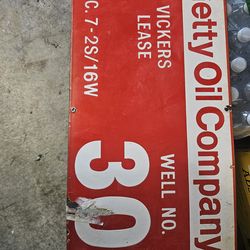 etty Oil Company
VICKERS
LEASE
WELL NO.
C. 7-2S/16W
30